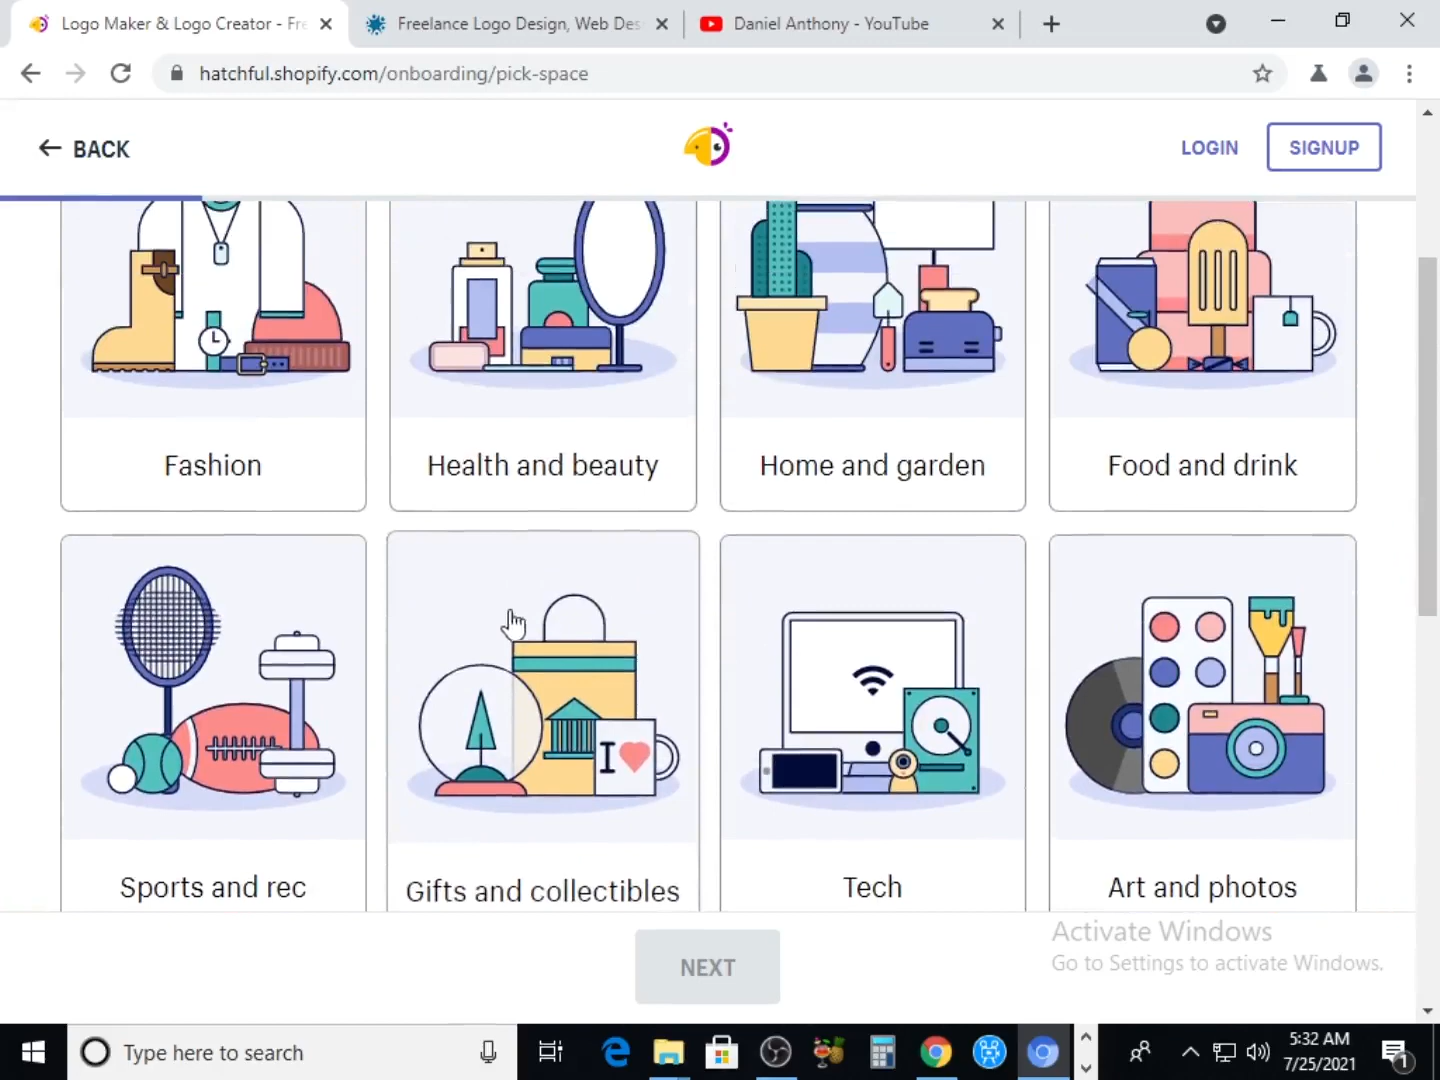 Logo Maker & Logo Creator - Fre
Freelance Logo Design, Web Des
Daniel Anthony - YouTube
hatchful.shopify.com/onboarding/pick-space
BACK
LOGIN
SIGNUP
Fashion
Health and beauty
Home and garden
Food and drink
I
Sports and rec
Gifts and collectibles
Tech
Art and photos
NEXT
Activate Windows
Go to Settings to activate Windows.
Type here to search
5:32 AM
7/25/2021
1